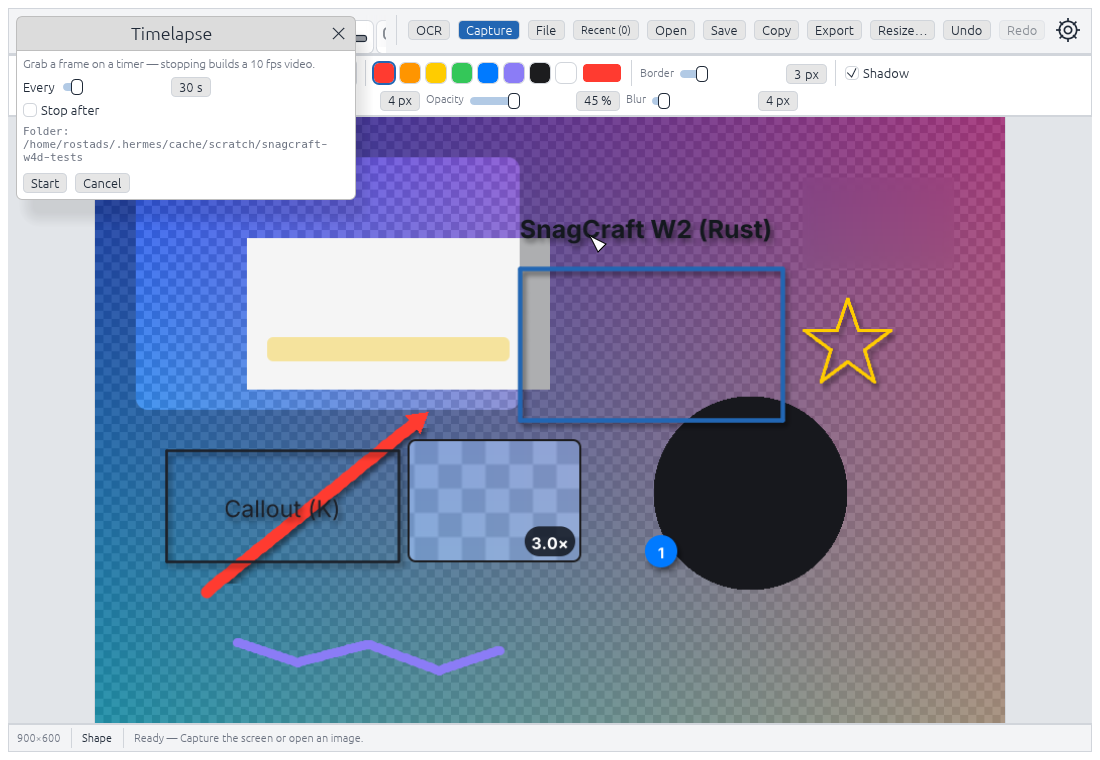 Timelapse
OCR Capture File Recent (0) Open Save Copy Export Resize… Undo Redo
Grab a frame on a timer — stopping builds a 10 fps video.
Every 30 s
Border 3 px Shadow
Stop after
4 px Opacity 45 % Blur 4 px
Folder:
/home/rostads/.hermes/cache/scratch/snagcraft-
w4d-tests
Start Cancel
SnagCraft W2 (Rust)
Callout (K)
3.0×
1
900×600 Shape Ready — Capture the screen or open an image.